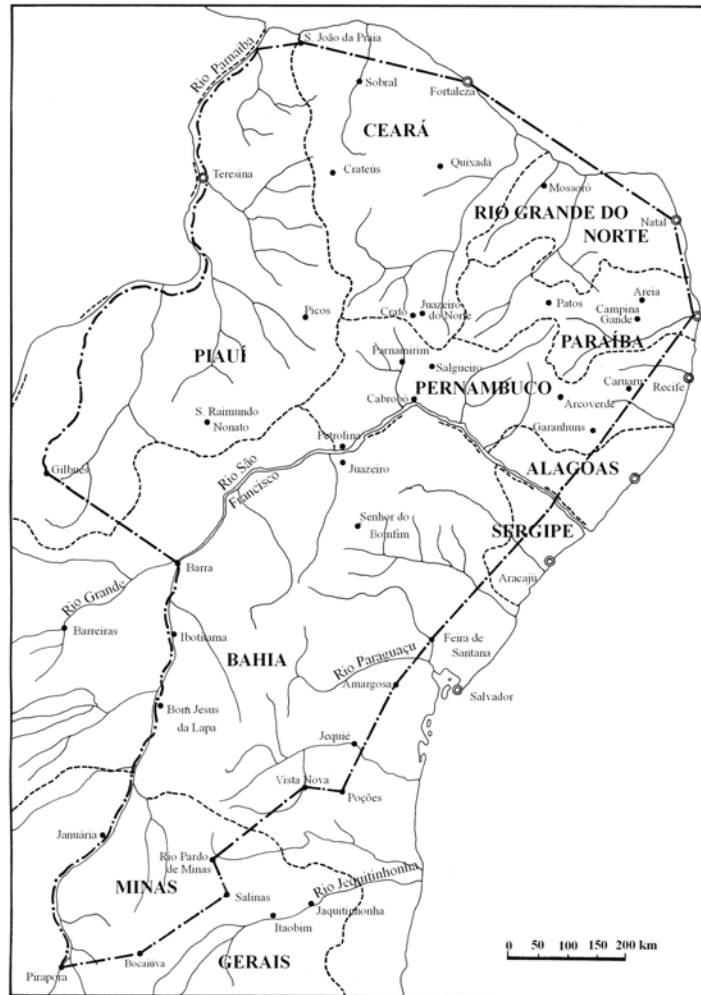 S. João da Praia
Rio Parnaíba
Sobral
Fortaleza
CEARÁ
Teresina
Crateús
Quixadá
Mossoró
RIO GRANDE DO
NORTE
Natal
Picos
Crato
Juazeiro
do Norte
Patos
Areia
Campina
Gande
PARAÍBA
PIAUÍ
Parnamirim
Salgueiro
PERNAMBUCO
Cabrobó
Caruaru
Recife
Arcoverde
S. Raimundo
Nonato
Garanhuns
Petrolina
ALAGOAS
Gilbués
Rio São
Francisco
Juazeiro
Senhor do
Bomfim
SERGIPE
Barra
Aracajú
Rio Grande
Barreiras
Ibotirama
BAHIA
Rio Paraguaçu
Feira de
Santana
Amargosa
Salvador
Bom Jesus
da Lapa
Jequié
Vista Nova
Poções
Januária
Rio Pardo
de Minas
MINAS
Salinas
Rio Jequitinhonha
Jaquitinhonha
Itaobim
Bocaiúva
GERAIS
Pirapora
0 50 100 200 km